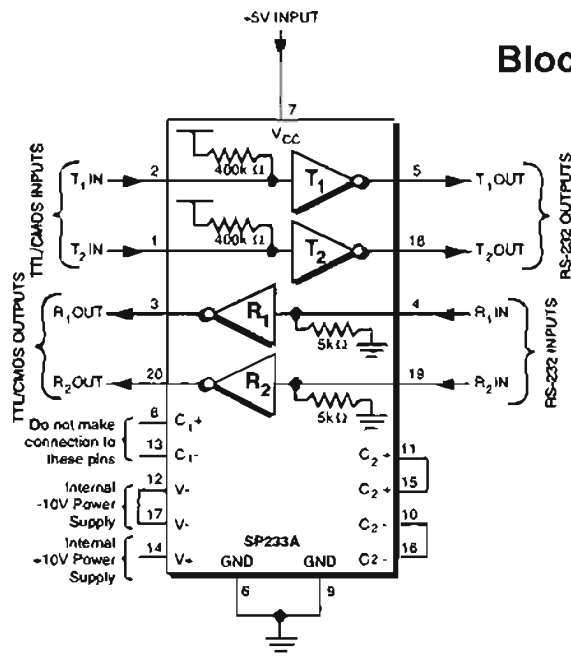 +5V INPUT
Bloc
7
VCC
400k Ω
T1 IN 2 T1 5 T1 OUT
400k Ω
T2 IN 1 T2 18 T2 OUT
TTL/CMOS INPUTS
RS-232 OUTPUTS
R1 OUT 3 R1 4 R1 IN
5k Ω
R2 OUT 20 R2 19 R2 IN
5k Ω
TTL/CMOS OUTPUTS
RS-232 INPUTS
Do not make
connection to
these pins
8 C1+
13 C1-
11 C2+
15 C2+
Internal
-10V Power
Supply
12 V-
17 V-
10 C2-
16 C2-
Internal
+10V Power
Supply
14 V+
SP233A
GND GND
6 9